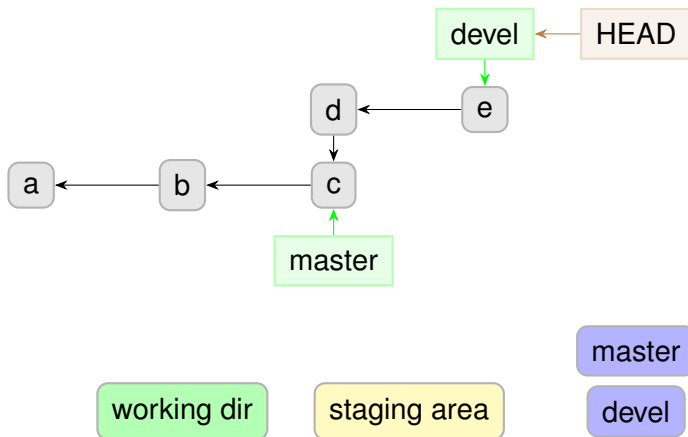 devel
HEAD
d
e
a
b
c
master
master
working dir
staging area
devel